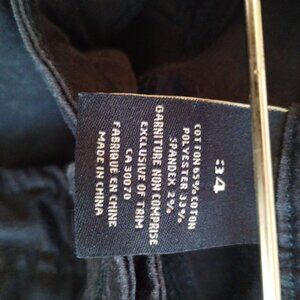 :34
COTTON 65% COTON
POLYESTER 33%
SPANDEX 2%
GARNITURE NON COMPRISE
EXCLUSIVE OF TRIM
CA 30070
FABRIQUÉ EN CHINE
MADE IN CHINA